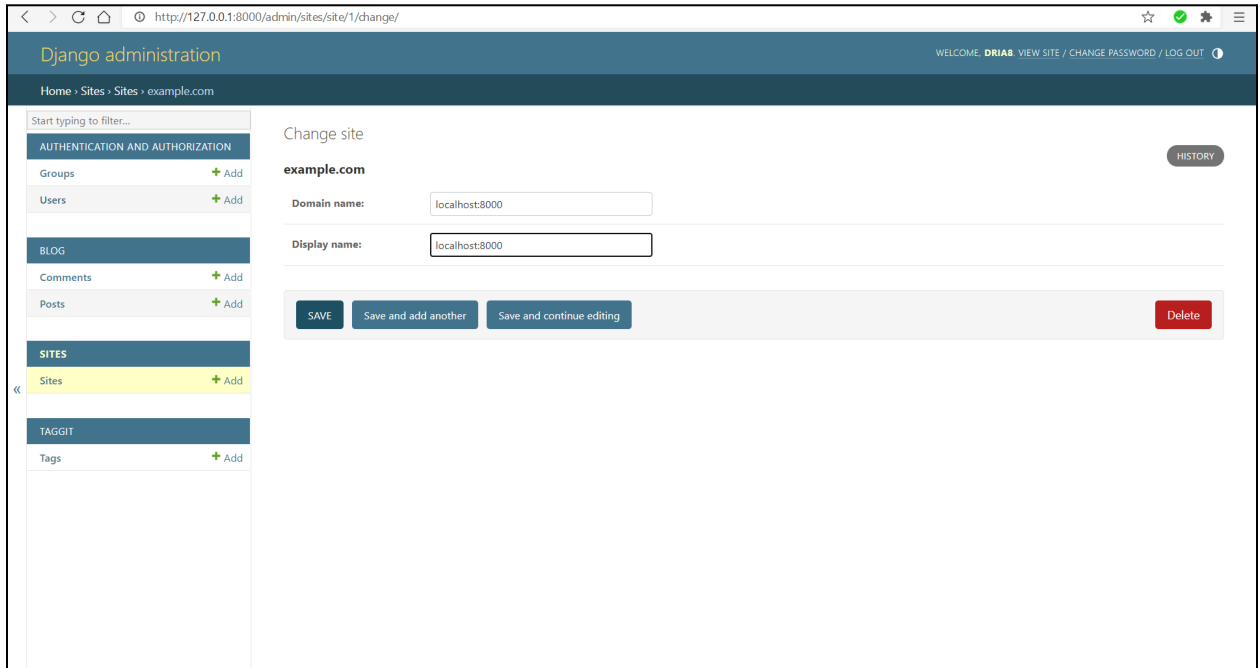 http://127.0.0.1:8000/admin/sites/site/1/change/
Django administration
WELCOME, DRIA8. VIEW SITE / CHANGE PASSWORD / LOG OUT
Home › Sites › Sites › example.com
Start typing to filter...
AUTHENTICATION AND AUTHORIZATION
Groups + Add
Users + Add
BLOG
Comments + Add
Posts + Add
SITES
Sites + Add
TAGGIT
Tags + Add
«
Change site
HISTORY
example.com
Domain name: localhost:8000
Display name: localhost:8000
SAVE Save and add another Save and continue editing Delete